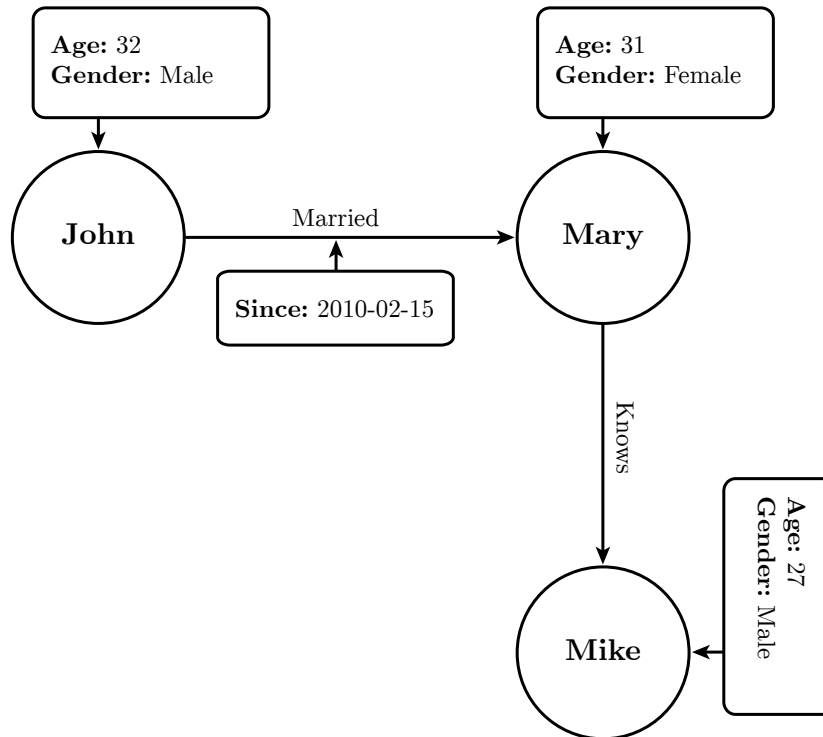 Age: 32
Gender: Male
Age: 31
Gender: Female
John
Married
Mary
Since: 2010-02-15
Knows
Age: 27
Gender: Male
Mike